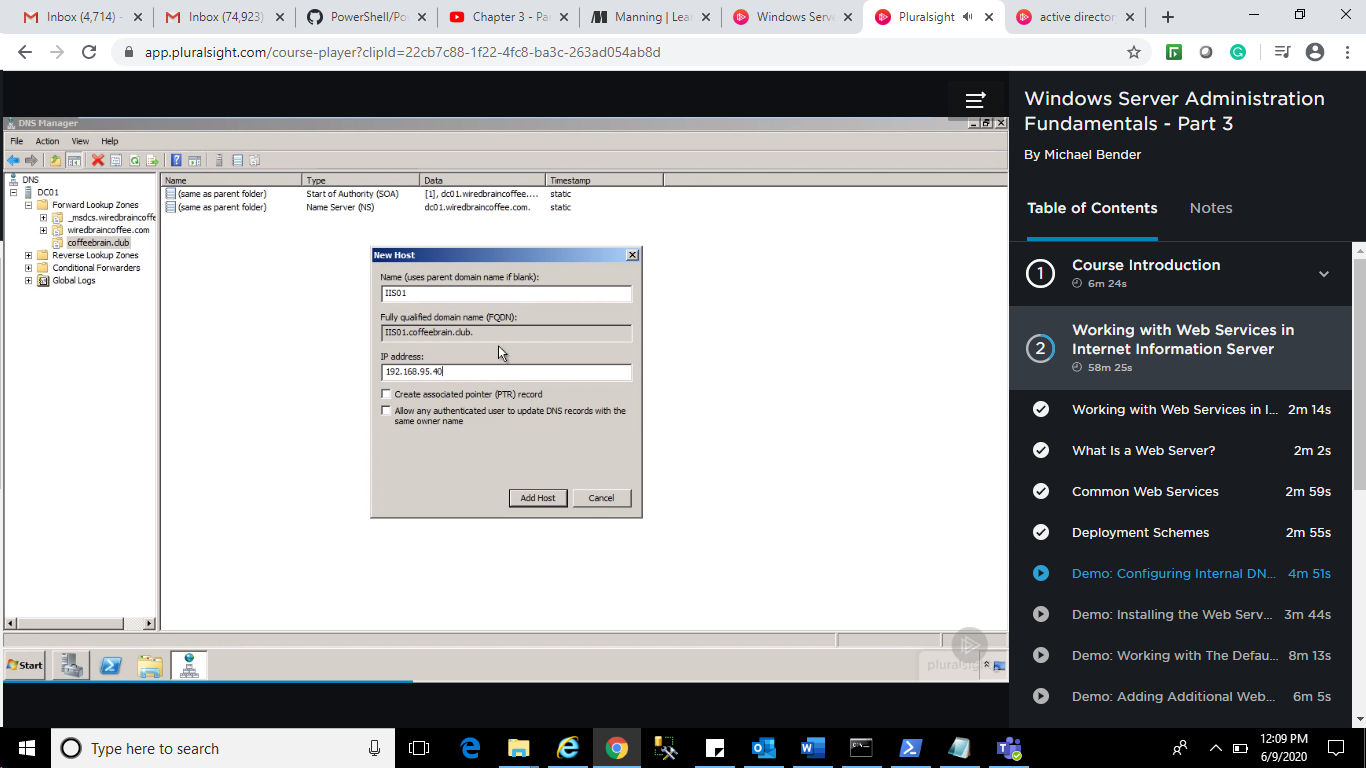 Inbox (4,714) -
Inbox (74,923)
PowerShell/Po
Chapter 3 - Pa
Manning | Lea
Windows Serv
Pluralsight
active director
app.pluralsight.com/course-player?clipId=22cb7c88-1f22-4fc8-ba3c-263ad054ab8d
DNS Manager
File Action View Help
DNS
DC01
Forward Lookup Zones
_msdcs.wiredbraincoffe
wiredbraincoffee.com
coffeebrain.club
Reverse Lookup Zones
Conditional Forwarders
Global Logs
Name Type Data Timestamp
(same as parent folder) Start of Authority (SOA) [1], dc01.wiredbraincoffee.... static
(same as parent folder) Name Server (NS) dc01.wiredbraincoffee.com. static
New Host
Name (uses parent domain name if blank):
IIS01
Fully qualified domain name (FQDN):
IIS01.coffeebrain.club.
IP address:
192.168.95.40
Create associated pointer (PTR) record
Allow any authenticated user to update DNS records with the
same owner name
Add Host Cancel
Start
pluralsight
Windows Server Administration
Fundamentals - Part 3
By Michael Bender
Table of Contents Notes
1 Course Introduction
6m 24s
2 Working with Web Services in
Internet Information Server
58m 25s
Working with Web Services in I... 2m 14s
What Is a Web Server? 2m 2s
Common Web Services 2m 59s
Deployment Schemes 2m 55s
Demo: Configuring Internal DN... 4m 51s
Demo: Installing the Web Serv... 3m 44s
Demo: Working with The Defau... 8m 13s
Demo: Adding Additional Web... 6m 5s
Type here to search
12:09 PM
6/9/2020